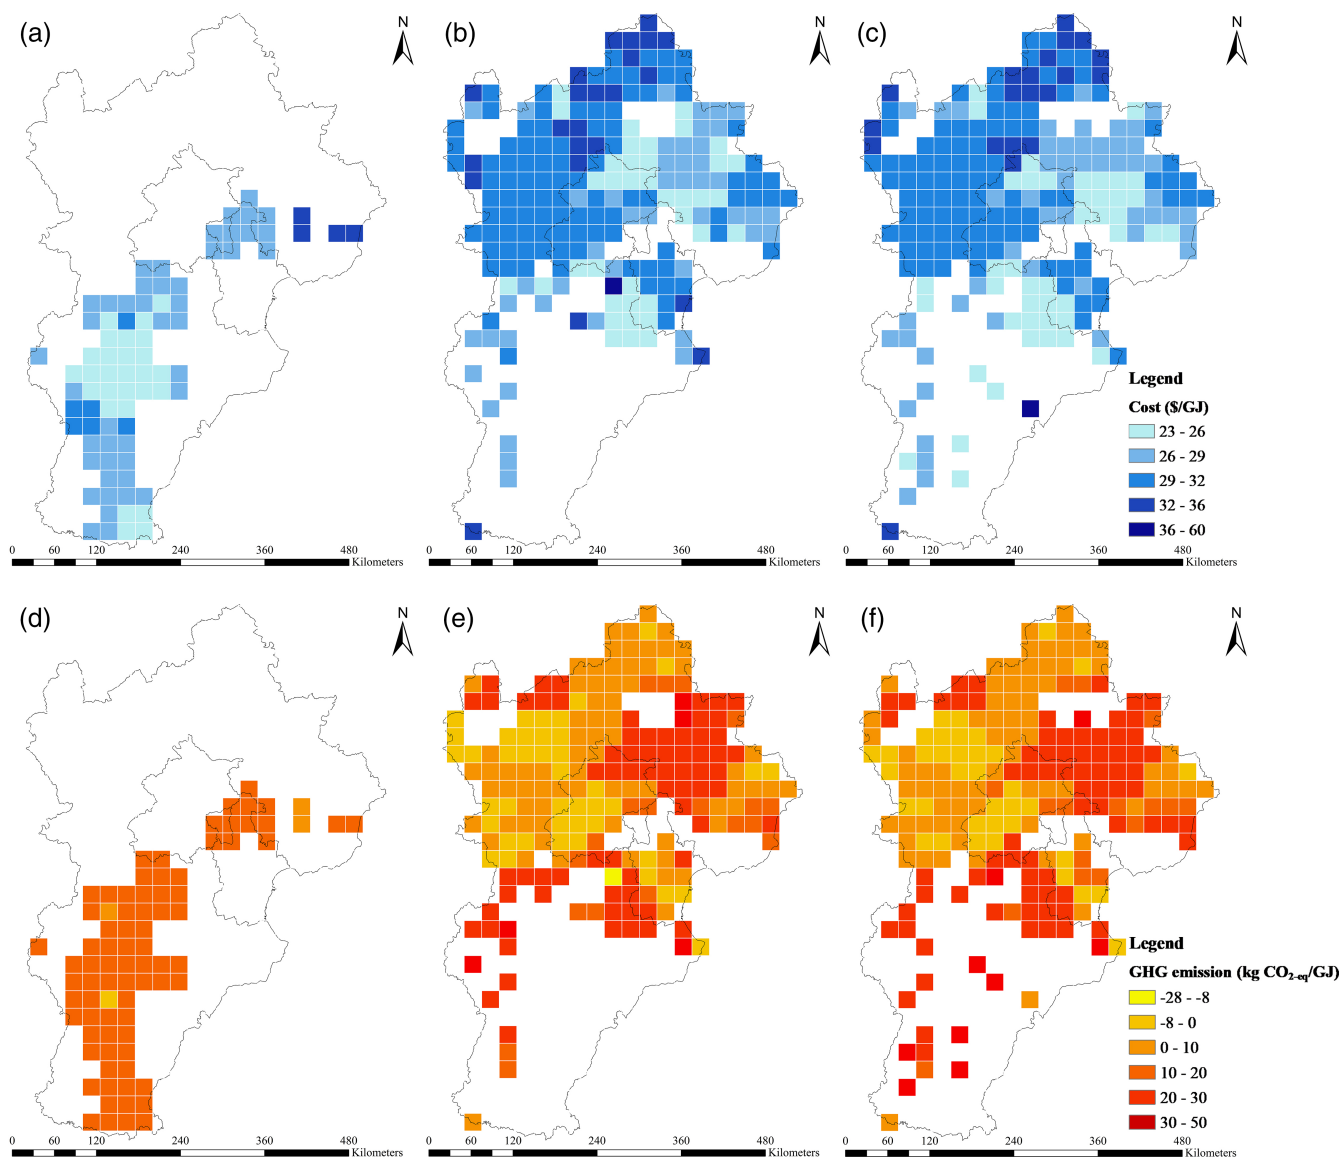 (a)
N
(b)
N
(c)
N
Legend
Cost ($/GJ)
23 - 26
26 - 29
29 - 32
32 - 36
36 - 60
0 120 240 360 480
Kilometers
0 60 120 240 360 480
Kilometers
0 60 120 240 360 480
Kilometers
(d)
N
(e)
N
(f)
N
Legend
GHG emission (kg CO2-eq/GJ)
-28 - -8
-8 - 0
0 - 10
10 - 20
20 - 30
30 - 50
0 60 120 240 360 480
Kilometers
0 60 120 240 360 480
Kilometers
0 60 120 240 360 480
Kilometers